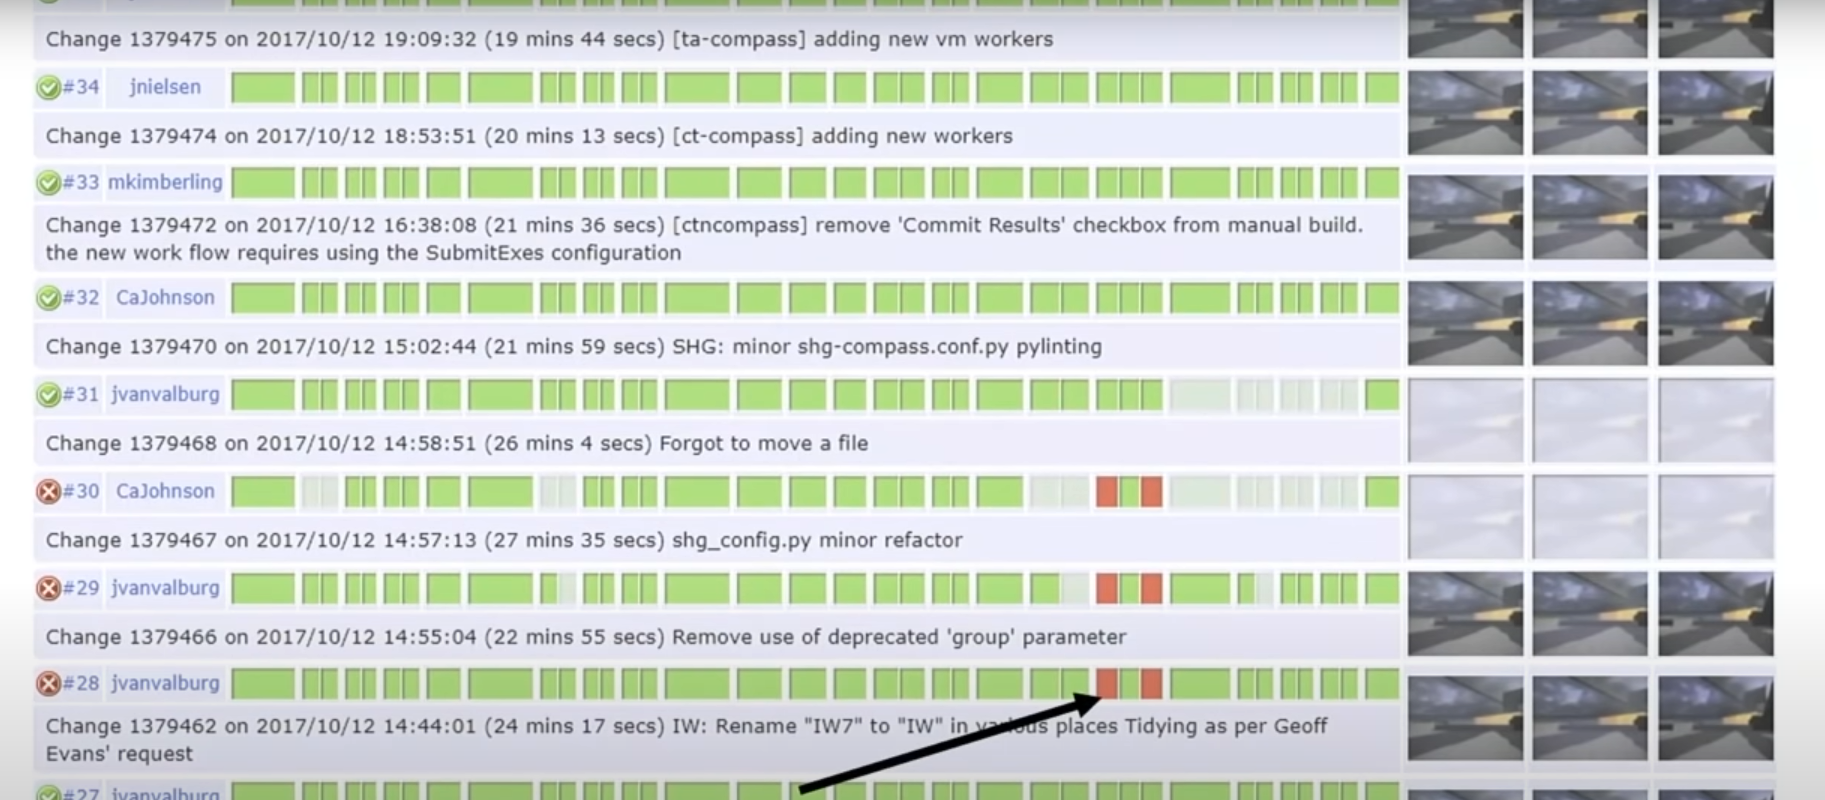 Change 1379475 on 2017/10/12 19:09:32 (19 mins 44 secs) [ta-compass] adding new vm workers
#34 jnielsen
Change 1379474 on 2017/10/12 18:53:51 (20 mins 13 secs) [ct-compass] adding new workers
#33 mkimberling
Change 1379472 on 2017/10/12 16:38:08 (21 mins 36 secs) [ctncompass] remove 'Commit Results' checkbox from manual build.
the new work flow requires using the SubmitExes configuration
#32 CaJohnson
Change 1379470 on 2017/10/12 15:02:44 (21 mins 59 secs) SHG: minor shg-compass.conf.py pylinting
#31 jvanvalburg
Change 1379468 on 2017/10/12 14:58:51 (26 mins 4 secs) Forgot to move a file
#30 CaJohnson
Change 1379467 on 2017/10/12 14:57:13 (27 mins 35 secs) shg_config.py minor refactor
#29 jvanvalburg
Change 1379466 on 2017/10/12 14:55:04 (22 mins 55 secs) Remove use of deprecated 'group' parameter
#28 jvanvalburg
Change 1379462 on 2017/10/12 14:44:01 (24 mins 17 secs) IW: Rename "IW7" to "IW" in various places Tidying as per Geoff
Evans' request
#27 jvanvalburg